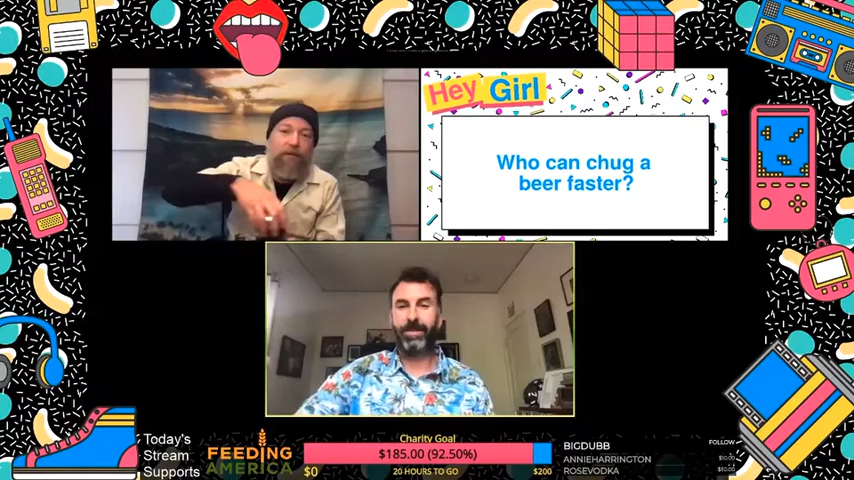 Hey Girl
Who can chug a
beer faster?
Today's
Stream
Supports
FEEDING
AMERICA
Charity Goal
$185.00 (92.50%)
$0
20 HOURS TO GO
$200
BIGDUBB
ANNIEHARRINGTON
ROSEVODKA
FOLLOW